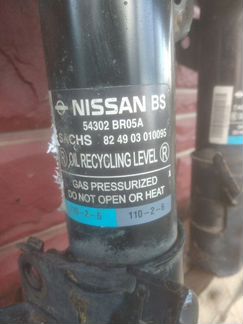 NISSAN BS
54302 BR05A
SACHS 82 49 03 010095
(R) OIL RECYCLING LEVEL (R)
GAS PRESSURIZED
DO NOT OPEN OR HEAT
110-2-6